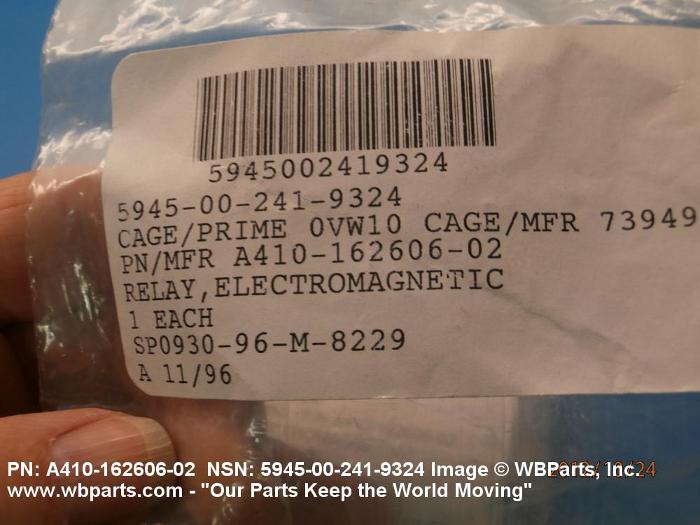 5945002419324
5945-00-241-9324
CAGE/PRIME 0VW10 CAGE/MFR 73949
PN/MFR A410-162606-02
RELAY,ELECTROMAGNETIC
1 EACH
SP0930-96-M-8229
A 11/96
PN: A410-162606-02 NSN: 5945-00-241-9324 Image © WBParts, Inc.
www.wbparts.com - "Our Parts Keep the World Moving"